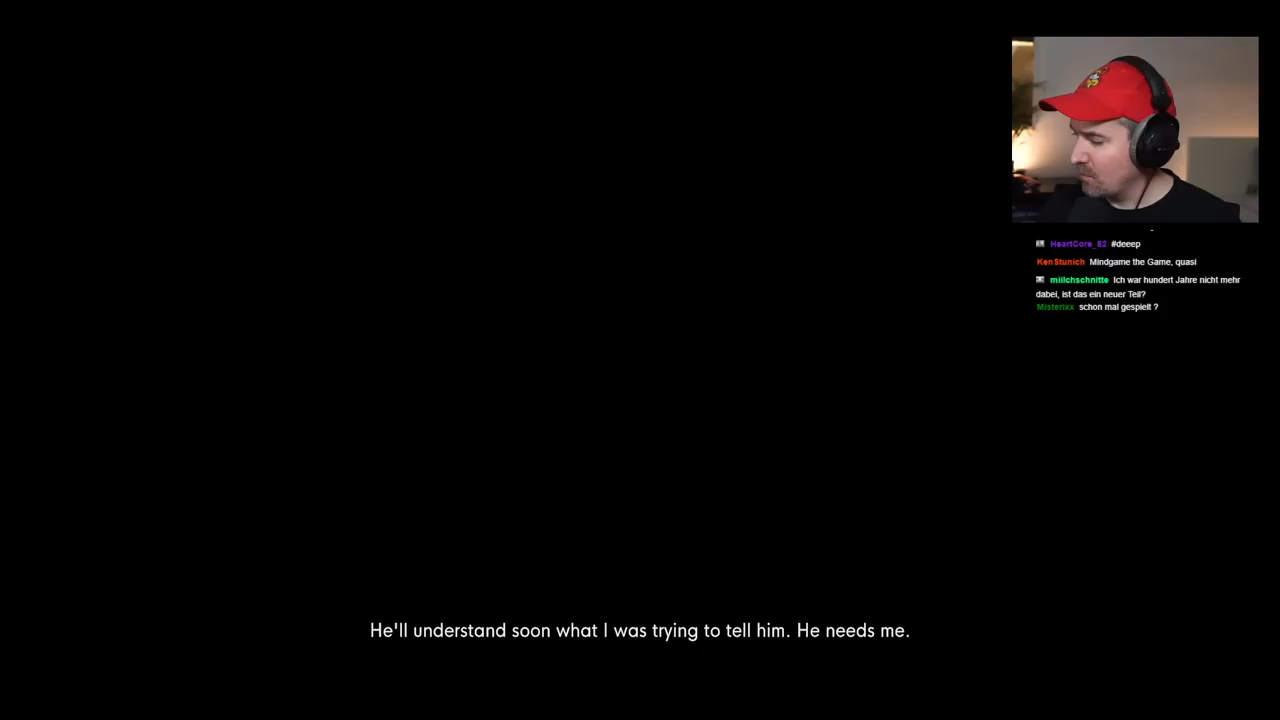 HeartCore_82 #deeep
KenStunich Mindgame the Game, quasi
miilchschnitte Ich war hundert Jahre nicht mehr
dabei, ist das ein neuer Teil?
Misterixx schon mal gespielt ?
He'll understand soon what I was trying to tell him. He needs me.